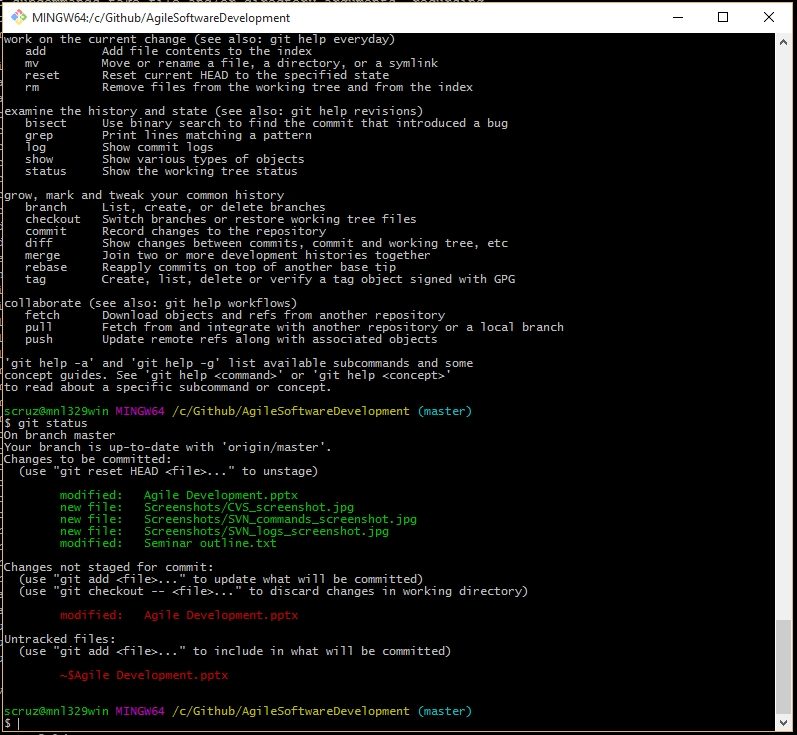 MINGW64:/c/Github/AgileSoftwareDevelopment
work on the current change (see also: git help everyday)
   add        Add file contents to the index
   mv         Move or rename a file, a directory, or a symlink
   reset      Reset current HEAD to the specified state
   rm         Remove files from the working tree and from the index
examine the history and state (see also: git help revisions)
   bisect     Use binary search to find the commit that introduced a bug
   grep       Print lines matching a pattern
   log        Show commit logs
   show       Show various types of objects
   status     Show the working tree status
grow, mark and tweak your common history
   branch     List, create, or delete branches
   checkout   Switch branches or restore working tree files
   commit     Record changes to the repository
   diff       Show changes between commits, commit and working tree, etc
   merge      Join two or more development histories together
   rebase     Reapply commits on top of another base tip
   tag        Create, list, delete or verify a tag object signed with GPG
collaborate (see also: git help workflows)
   fetch      Download objects and refs from another repository
   pull       Fetch from and integrate with another repository or a local branch
   push       Update remote refs along with associated objects
'git help -a' and 'git help -g' list available subcommands and some
concept guides. See 'git help <command>' or 'git help <concept>'
to read about a specific subcommand or concept.
scruz@mnl329win MINGW64 /c/Github/AgileSoftwareDevelopment (master)
$ git status
On branch master
Your branch is up-to-date with 'origin/master'.
Changes to be committed:
  (use "git reset HEAD <file>..." to unstage)
        modified:   Agile Development.pptx
        new file:   Screenshots/CVS_screenshot.jpg
        new file:   Screenshots/SVN_commands_screenshot.jpg
        new file:   Screenshots/SVN_logs_screenshot.jpg
        modified:   Seminar outline.txt
Changes not staged for commit:
  (use "git add <file>..." to update what will be committed)
  (use "git checkout -- <file>..." to discard changes in working directory)
        modified:   Agile Development.pptx
Untracked files:
  (use "git add <file>..." to include in what will be committed)
        ~$Agile Development.pptx
scruz@mnl329win MINGW64 /c/Github/AgileSoftwareDevelopment (master)
$